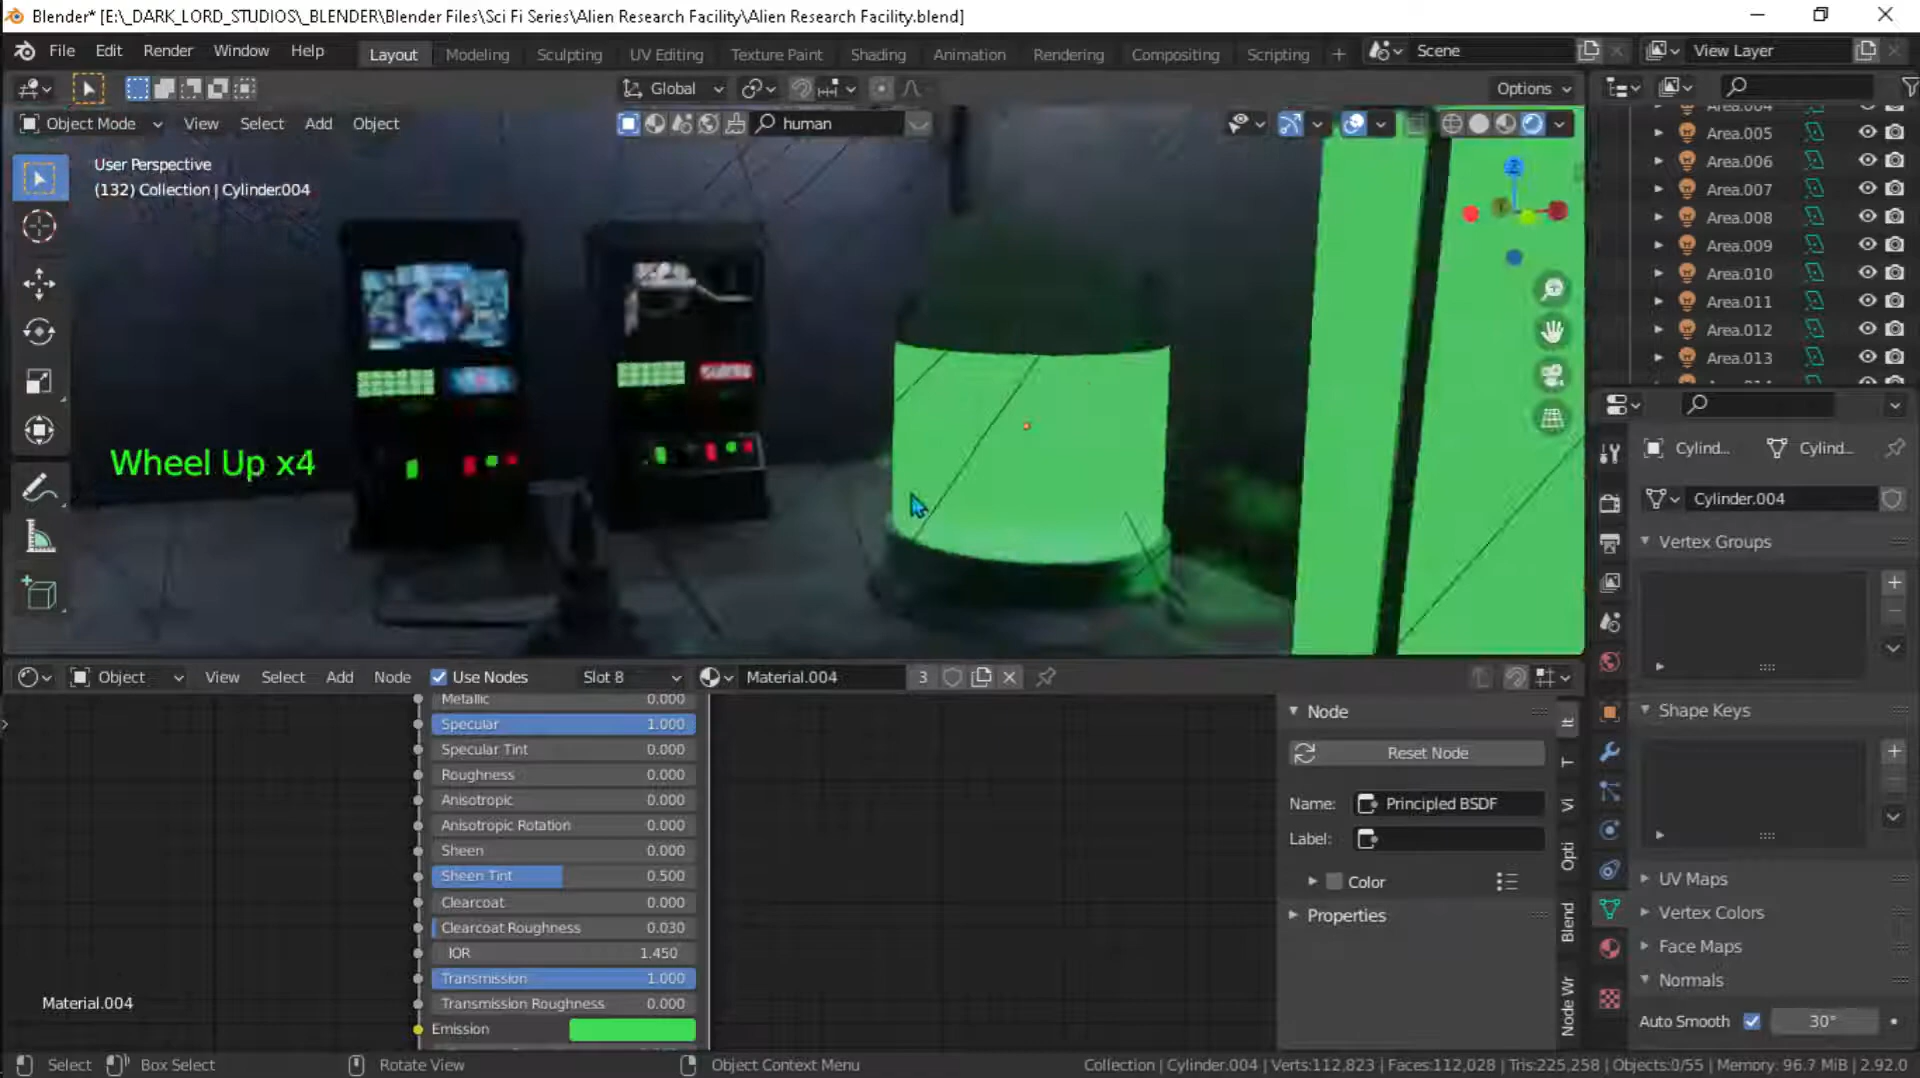 Blender* [E:\_DARK_LORD_STUDIOS\_BLENDER\Blender Files\Sci Fi Series\Alien Research Facility\Alien Research Facility.blend]
File Edit Render Window Help Layout Modeling Sculpting UV Editing Texture Paint Shading Animation Rendering Compositing Scripting + Scene View Layer
Global Options
Object Mode View Select Add Object human
User Perspective
(132) Collection | Cylinder.004
Wheel Up x4
Area.004
Area.005
Area.006
Area.007
Area.008
Area.009
Area.010
Area.011
Area.012
Area.013
Cylind... Cylind...
Cylinder.004
Vertex Groups
Shape Keys
UV Maps
Vertex Colors
Face Maps
Normals
Auto Smooth 30°
Object View Select Add Node Use Nodes Slot 8 Material.004 3
Metallic 0.000
Specular 1.000
Specular Tint 0.000
Roughness 0.000
Anisotropic 0.000
Anisotropic Rotation 0.000
Sheen 0.000
Sheen Tint 0.500
Clearcoat 0.000
Clearcoat Roughness 0.030
IOR 1.450
Transmission 1.000
Transmission Roughness 0.000
Emission
Material.004
Node
Reset Node
Name: Principled BSDF
Label:
Color
Properties
It
T
Vi
Opti
Blend
Node Wr
Select Box Select Rotate View Object Context Menu Collection | Cylinder.004 | Verts:112,823 | Faces:112,028 | Tris:225,258 | Objects:0/55 | Memory: 96.7 MiB | 2.92.0